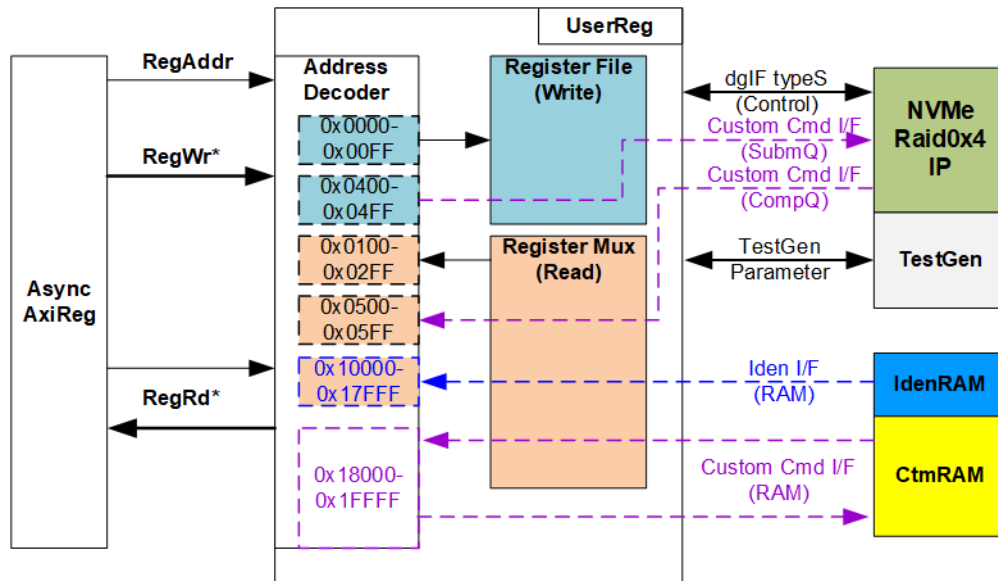 UserReg
Async
AxiReg
RegAddr
RegWr*
RegRd*
Address
Decoder
0x0000-
0x00FF
0x0400-
0x04FF
0x0100-
0x02FF
0x0500-
0x05FF
0x10000-
0x17FFF
0x18000-
0x1FFFF
Register File
(Write)
Register Mux
(Read)
dgIF typeS
(Control)
Custom Cmd I/F
(SubmQ)
Custom Cmd I/F
(CompQ)
TestGen
Parameter
Iden I/F
(RAM)
Custom Cmd I/F
(RAM)
NVMe
Raid0x4
IP
TestGen
IdenRAM
CtmRAM